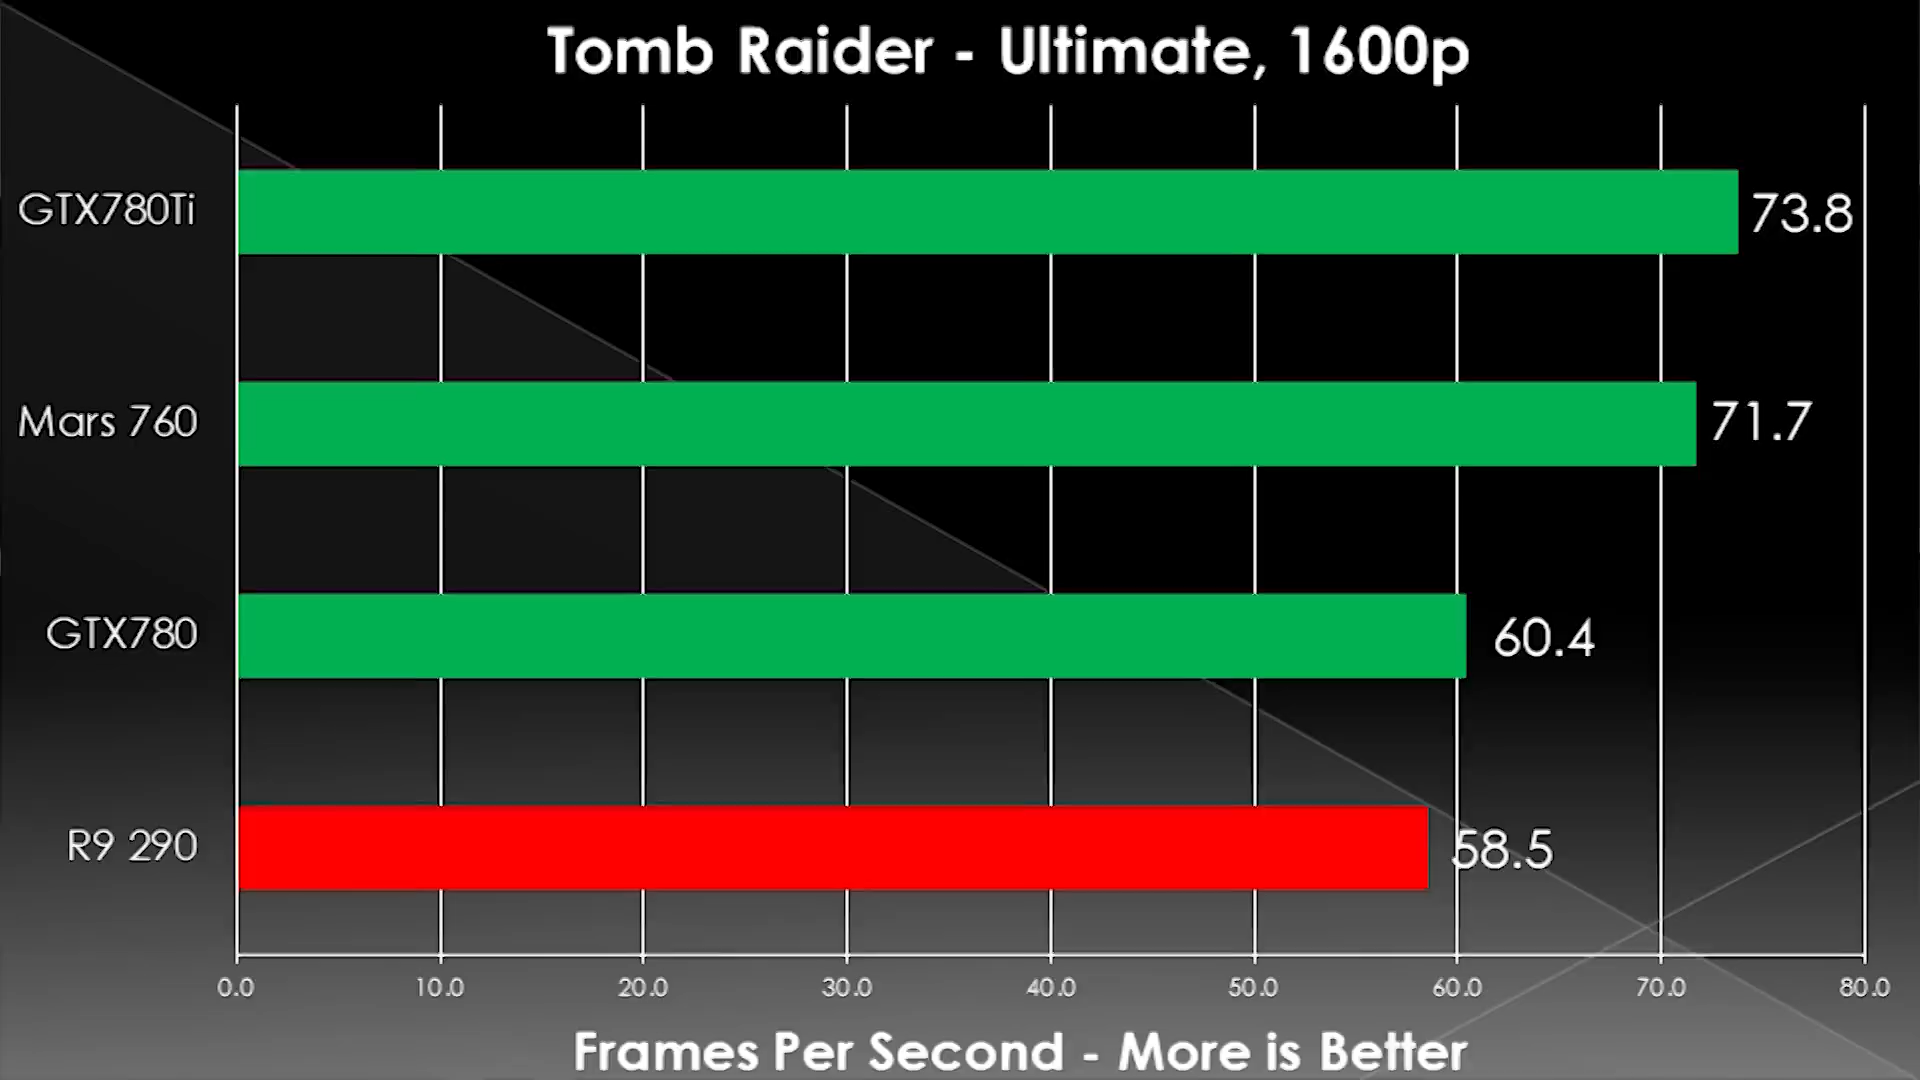 Tomb Raider - Ultimate, 1600p
GTX780Ti
73.8
Mars 760
71.7
GTX780
60.4
R9 290
58.5
0.0 10.0 20.0 30.0 40.0 50.0 60.0 70.0 80.0
Frames Per Second - More is Better